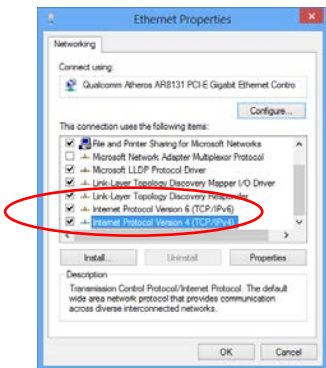 Ethernet Properties
Networking
Connect using:
Qualcomm Atheros AR8131 PCI-E Gigabit Ethernet Contro
Configure...
This connection uses the following items:
File and Printer Sharing for Microsoft Networks
Microsoft Network Adapter Multiplexor Protocol
Microsoft LLDP Protocol Driver
Link-Layer Topology Discovery Mapper I/O Driver
Link-Layer Topology Discovery Responder
Internet Protocol Version 6 (TCP/IPv6)
Internet Protocol Version 4 (TCP/IPv4)
Install...
Uninstall
Properties
Description
Transmission Control Protocol/Internet Protocol. The default
wide area network protocol that provides communication
across diverse interconnected networks.
OK
Cancel